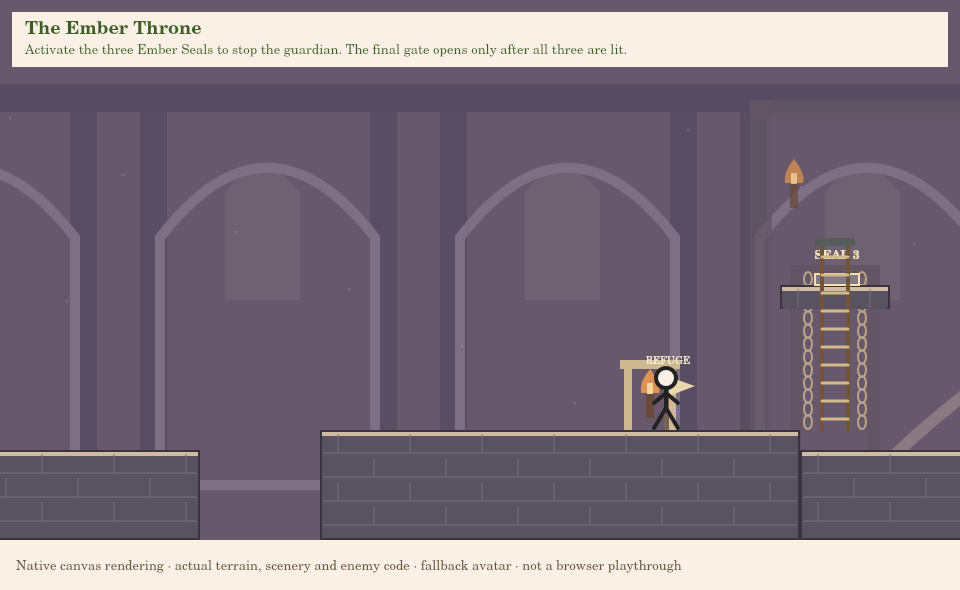 The Ember Throne
Activate the three Ember Seals to stop the guardian. The final gate opens only after all three are lit.
SEAL 3
REFUGE
Native canvas rendering · actual terrain, scenery and enemy code · fallback avatar · not a browser playthrough